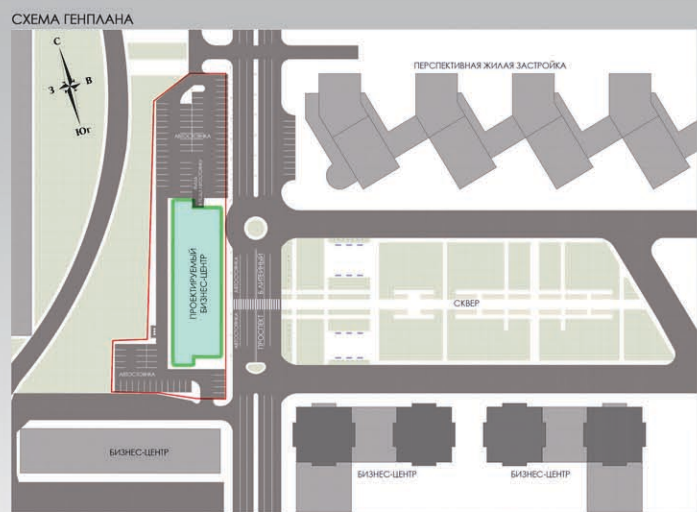 СХЕМА ГЕНПЛАНА
С
З
В
Юг
ПЕРСПЕКТИВНАЯ ЖИЛАЯ ЗАСТРОЙКА
АВТОСТОЯНКА
ПРОЕКТИРУЕМЫЙ
БИЗНЕС-ЦЕНТР
АВТОСТОЯНКА
АВТОСТОЯНКА
ПРОСПЕКТ
СКВЕР
АВТОСТОЯНКА
БИЗНЕС-ЦЕНТР
БИЗНЕС-ЦЕНТР
БИЗНЕС-ЦЕНТР